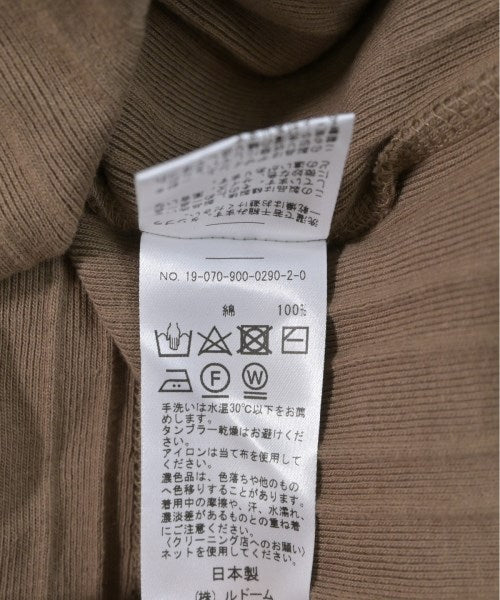 NO. 19-070-900-0290-2-0
綿 100%
F W
手洗いは水温30℃以下をお薦
めします。
タンブラー乾燥はお避けくださ
い。
アイロンは当て布を使用して
ください。
濃色品は、色落ちや他のもの
へ色移りすることがあります。
着用中の摩擦や、汗、水濡れ、
濃淡差があるものとの重ね着
にご注意ください。
〈クリーニング店へのお願い〉
ネットを使用して下さい。
日本製
(株) ルドーム